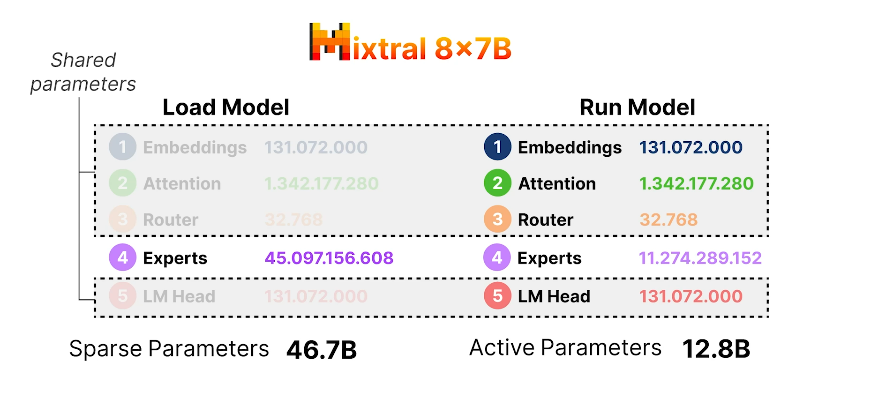 Mixtral 8×7B
Shared
parameters
Load Model
Run Model
1 Embeddings 131.072.000
1 Embeddings 131.072.000
2 Attention 1.342.177.280
2 Attention 1.342.177.280
3 Router 32.768
3 Router 32.768
4 Experts 45.097.156.608
4 Experts 11.274.289.152
5 LM Head 131.072.000
5 LM Head 131.072.000
Sparse Parameters 46.7B
Active Parameters 12.8B